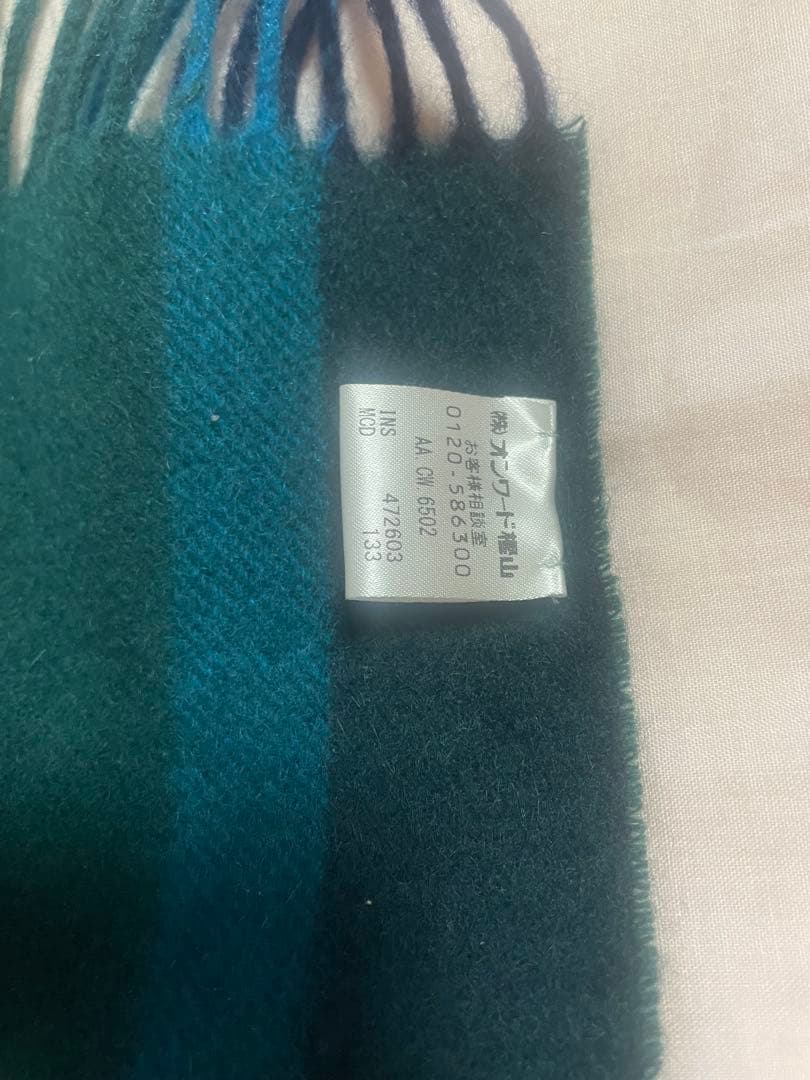 ㈱オンワード樫山
お客様相談室
0120-586300
AA CW 6502
INS 472603
MCD 133